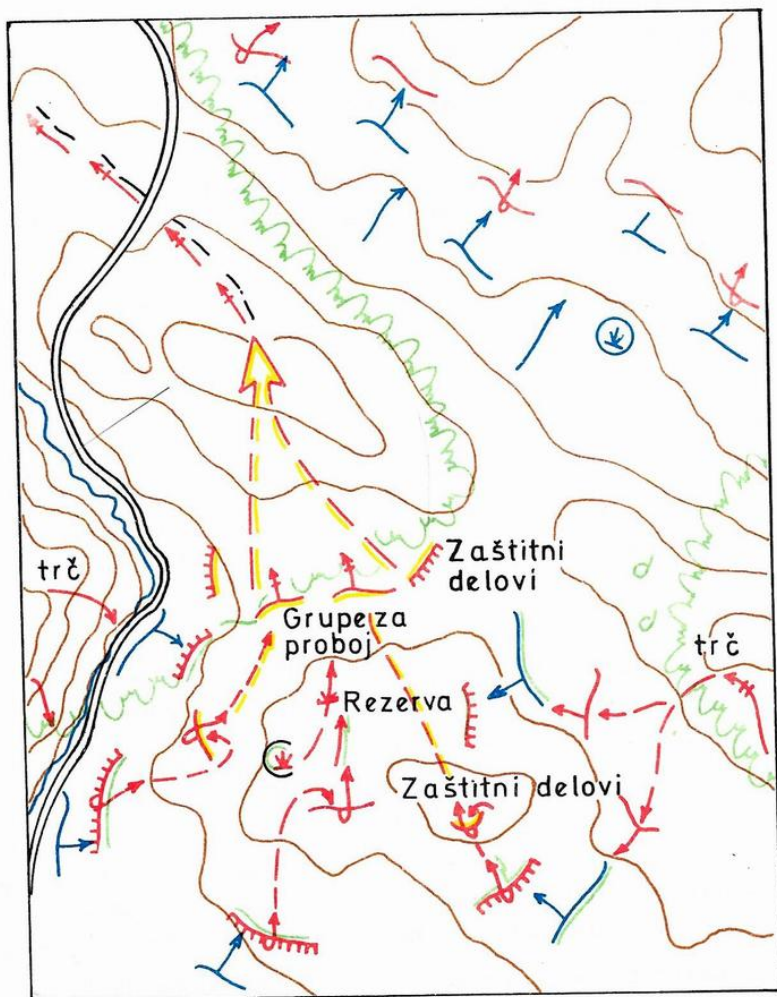 Zaštitni
delovi
trč
Grupe za
proboj
trč
Rezerva
Zaštitni delovi